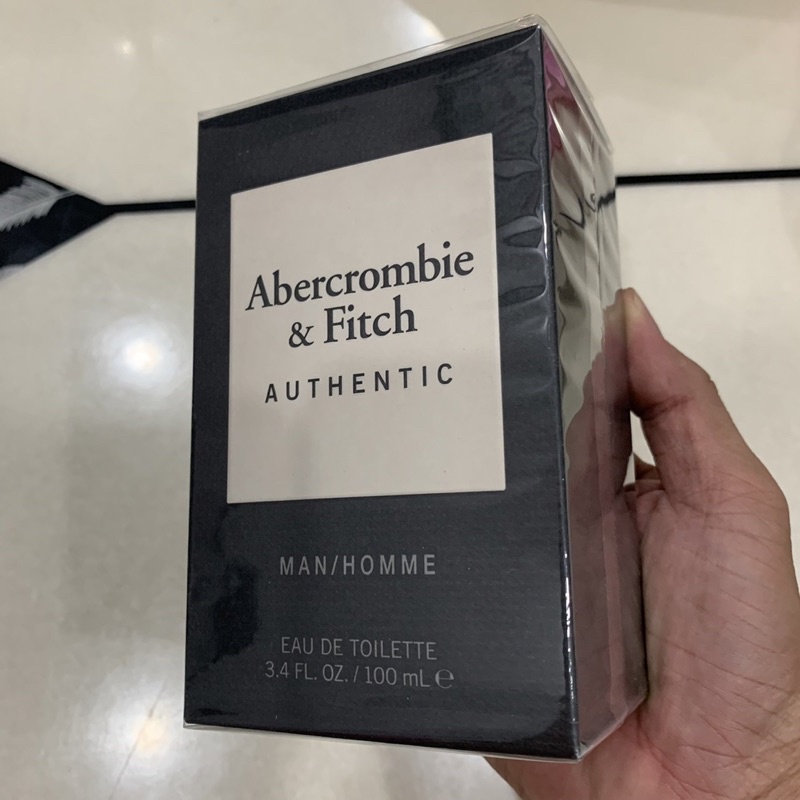 Abercrombie
& Fitch
AUTHENTIC
MAN/HOMME
EAU DE TOILETTE
3.4 FL. OZ. / 100 mL ℮